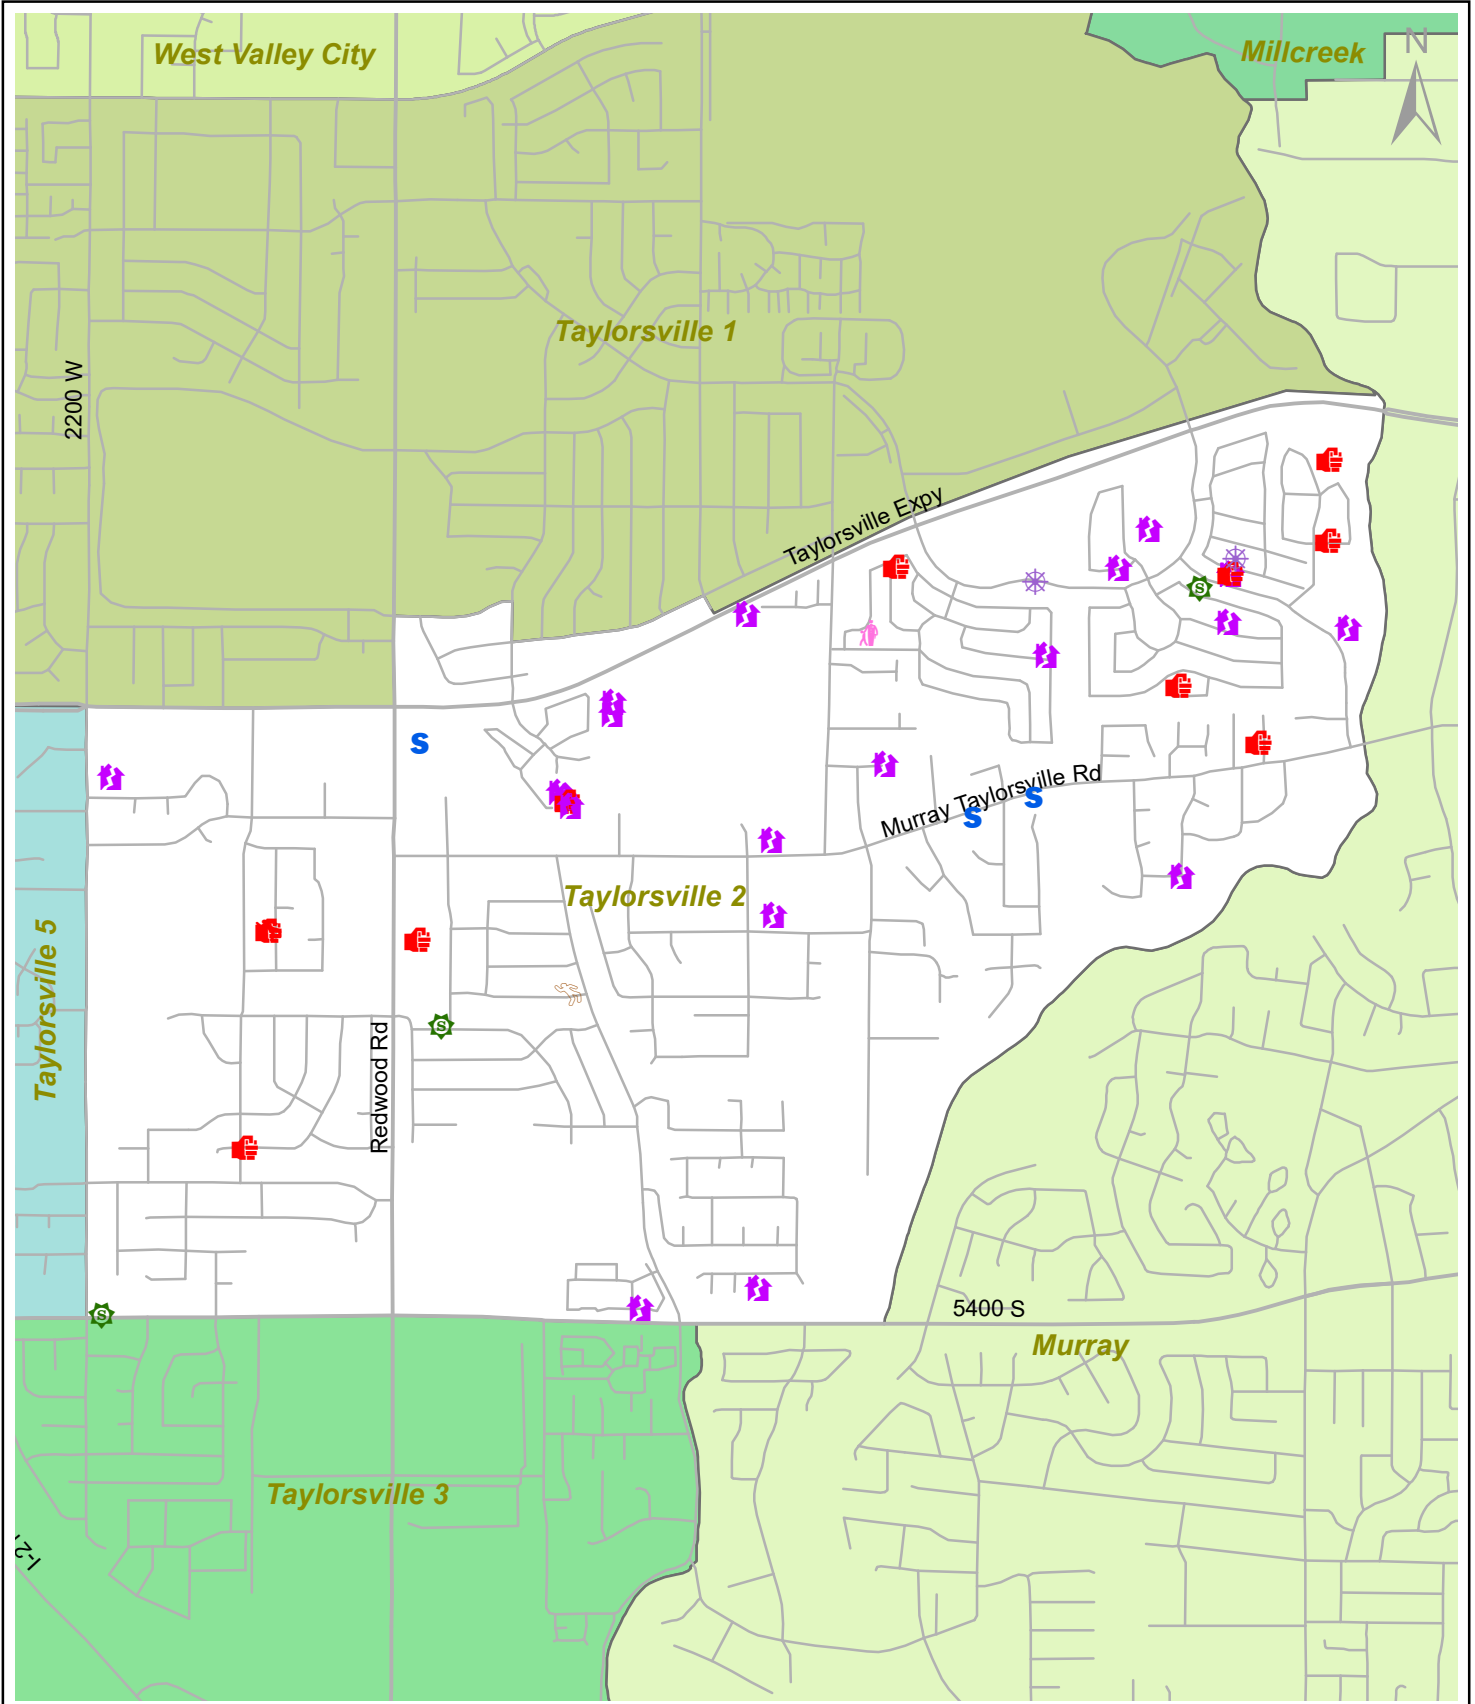 West Valley City
Millcreek
N
Taylorsville 1
2200 W
Taylorsville Expy
S
S
Murray Taylorsville Rd
S
S
Taylorsville 2
Taylorsville 5
S
Redwood Rd
5400 S
S
Murray
Taylorsville 3